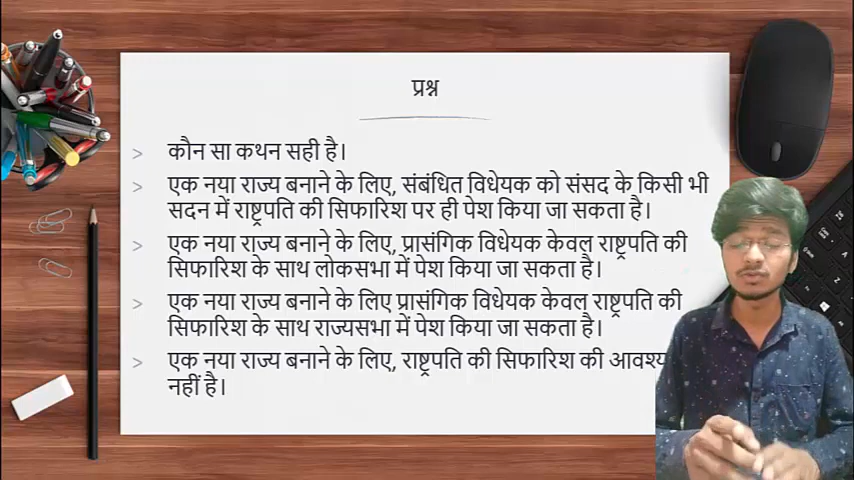 प्रश्न
> कौन सा कथन सही है।
> एक नया राज्य बनाने के लिए, संबंधित विधेयक को संसद के किसी भी
सदन में राष्ट्रपति की सिफारिश पर ही पेश किया जा सकता है।
> एक नया राज्य बनाने के लिए, प्रासंगिक विधेयक केवल राष्ट्रपति की
सिफारिश के साथ लोकसभा में पेश किया जा सकता है।
> एक नया राज्य बनाने के लिए प्रासंगिक विधेयक केवल राष्ट्रपति की
सिफारिश के साथ राज्यसभा में पेश किया जा सकता है।
> एक नया राज्य बनाने के लिए, राष्ट्रपति की सिफारिश की
नहीं है।